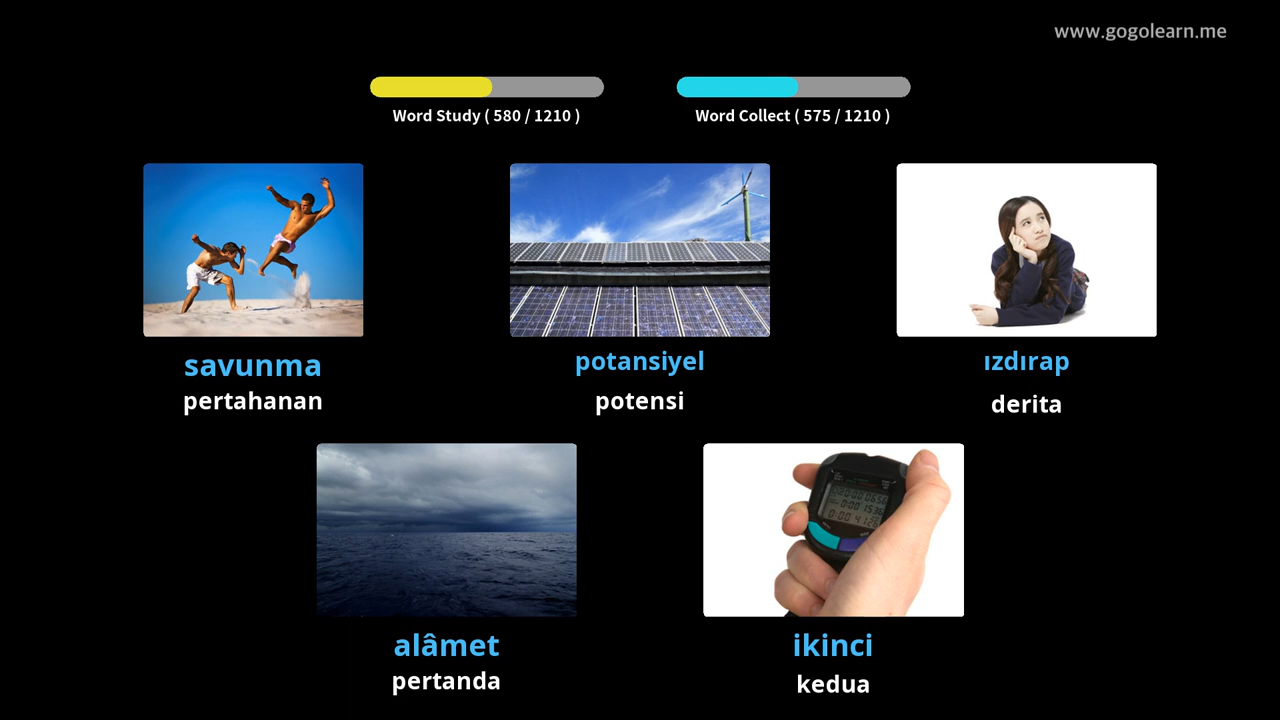 www.gogolearn.me
Word Study ( 580 / 1210 )
Word Collect ( 575 / 1210 )
savunma
pertahanan
potansiyel
potensi
ızdırap
derita
alâmet
pertanda
ikinci
kedua